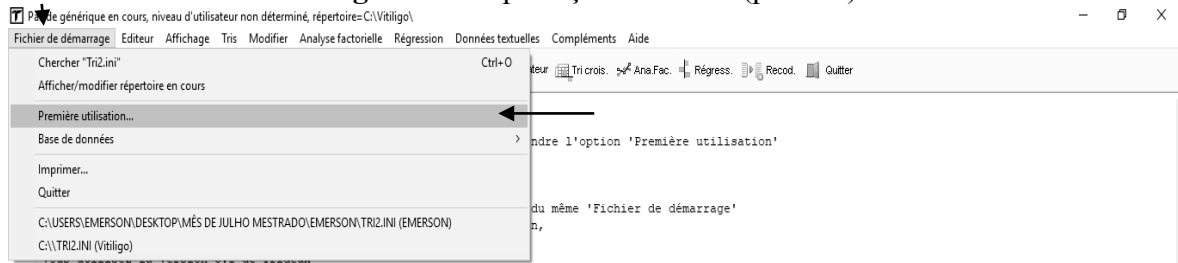 Pas de générique en cours, niveau d'utilisateur non déterminé, répertoire=C:\Vitiligo\
Fichier de démarrage Editeur Affichage Tris Modifier Analyse factorielle Régression Données textuelles Compléments Aide
Chercher "Tri2.ini" Ctrl+O
Tri crois. Ana.Fac. Régress. Recod. Quitter
Afficher/modifier répertoire en cours
Première utilisation...
Base de données
ndre l'option 'Première utilisation'
Imprimer...
Quitter
du même 'Fichier de démarrage'
n,
C:\USERS\EMERSON\DESKTOP\MÊS DE JULHO MESTRADO\EMERSON\TRI2.INI (EMERSON)
C:\\TRI2.INI (Vitiligo)